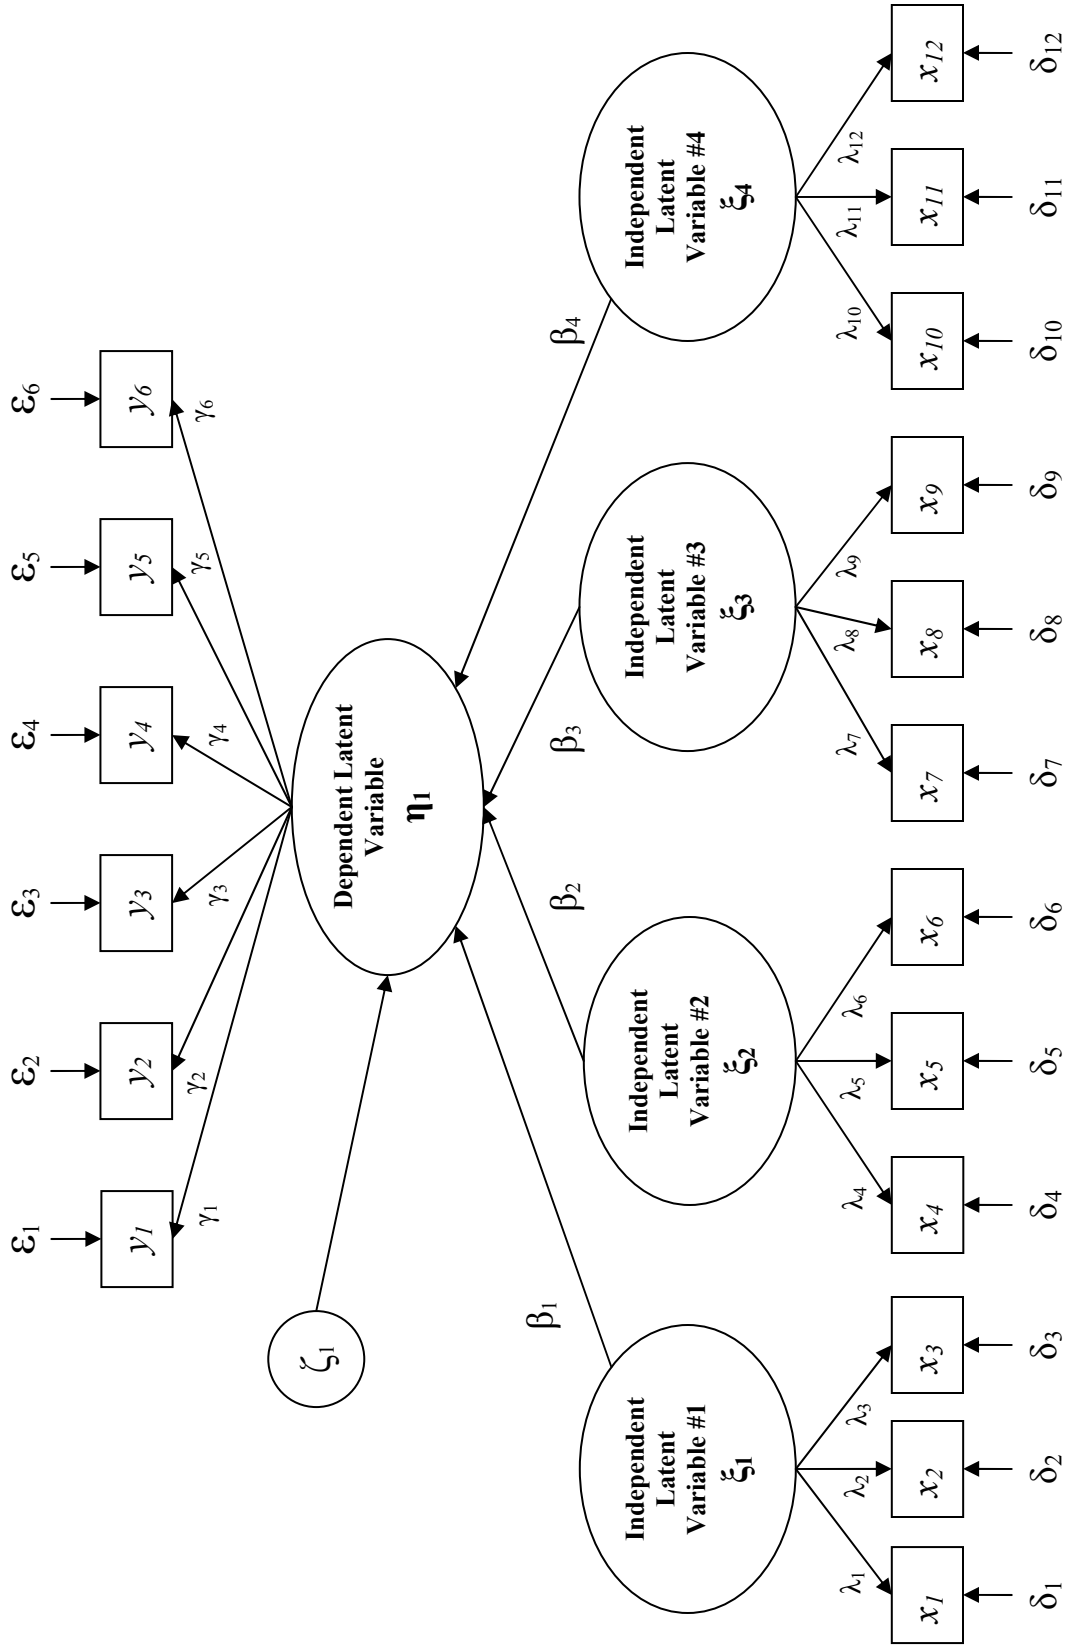 ε1 ε2 ε3 ε4 ε5 ε6
y1 y2 y3 y4 y5 y6
γ1 γ2 γ3 γ4 γ5 γ6
ζ1
Dependent Latent
Variable
η1
β1 β2 β3 β4
Independent
Latent
Variable #1
ξ1
Independent
Latent
Variable #2
ξ2
Independent
Latent
Variable #3
ξ3
Independent
Latent
Variable #4
ξ4
λ1 λ2 λ3 λ4 λ5 λ6 λ7 λ8 λ9 λ10 λ11 λ12
x1 x2 x3 x4 x5 x6 x7 x8 x9 x10 x11 x12
δ1 δ2 δ3 δ4 δ5 δ6 δ7 δ8 δ9 δ10 δ11 δ12